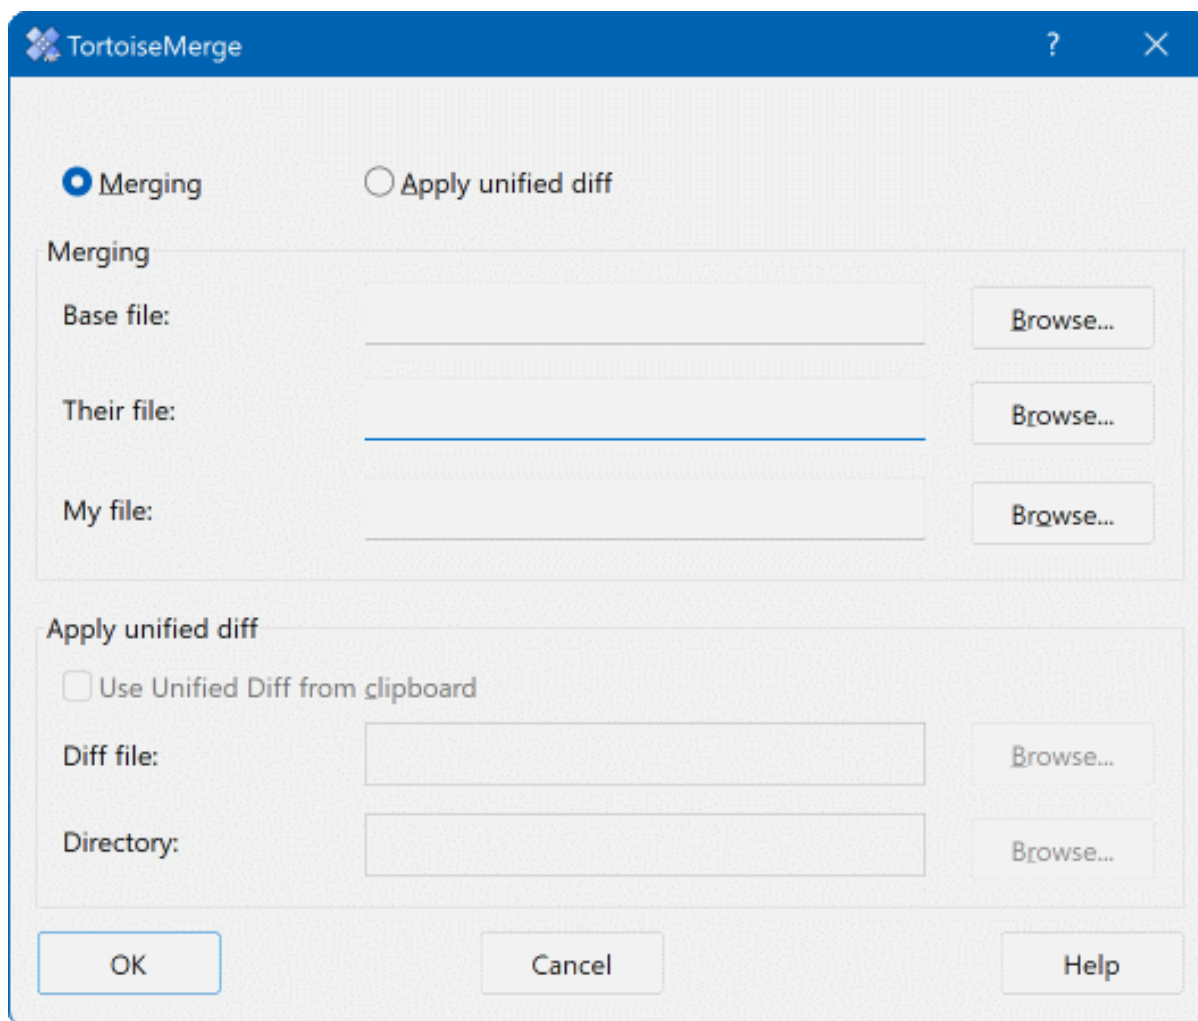 TortoiseMerge ?
Merging Apply unified diff
Merging
Base file: Browse...
Their file: Browse...
My file: Browse...
Apply unified diff
Use Unified Diff from clipboard
Diff file: Browse...
Directory: Browse...
OK Cancel Help